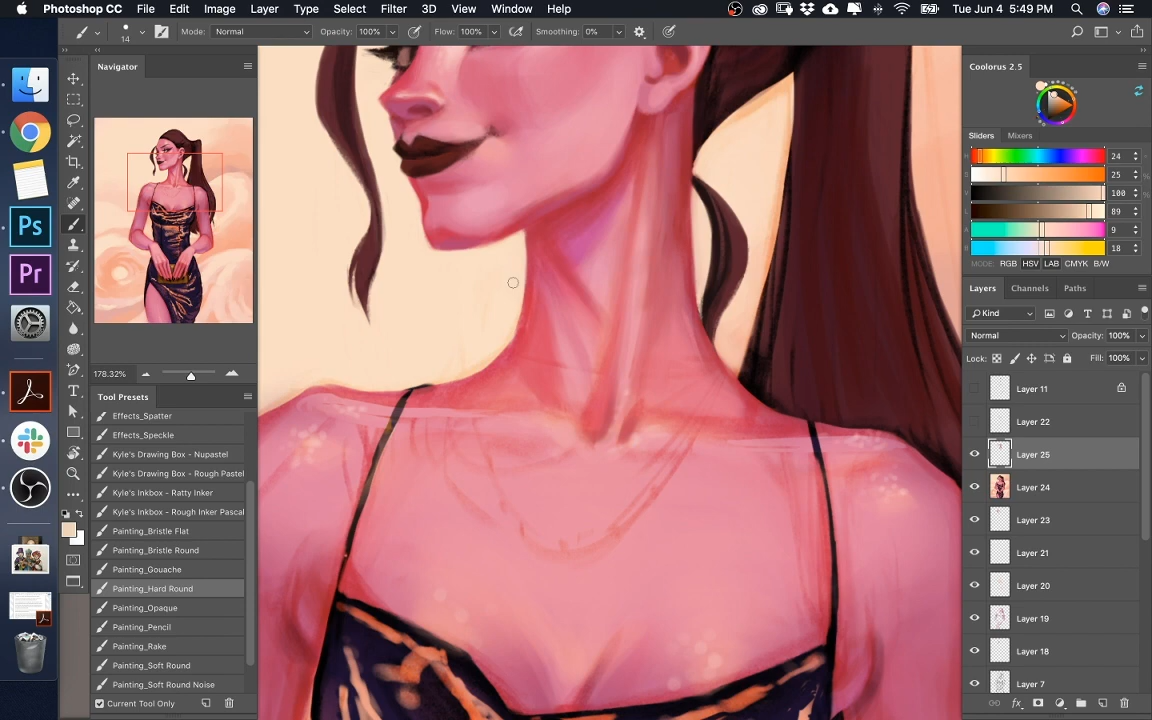 Photoshop CC File Edit Image Layer Type Select Filter 3D View Window Help Tue Jun 4 5:49 PM
14 Mode: Normal Opacity: 100% Flow: 100% Smoothing: 0%
Navigator
178.32%
Tool Presets
Effects_Spatter
Effects_Speckle
Kyle's Drawing Box - Nupastel
Kyle's Drawing Box - Rough Pastel
Kyle's Inkbox - Ratty Inker
Kyle's Inkbox - Rough Inker Pascal
Painting_Bristle Flat
Painting_Bristle Round
Painting_Gouache
Painting_Hard Round
Painting_Opaque
Painting_Pencil
Painting_Rake
Painting_Soft Round
Painting_Soft Round Noise
Current Tool Only
Ps
Pr
T
Coolorus 2.5
Sliders Mixers
H 24
S 25 %
V 100 %
L 89
A 9
B 18
MODE: RGB HSV LAB CMYK B/W
Layers Channels Paths
Kind
Normal Opacity: 100%
Lock: Fill: 100%
Layer 11
Layer 22
Layer 25
Layer 24
Layer 23
Layer 21
Layer 20
Layer 19
Layer 18
Layer 7
fx